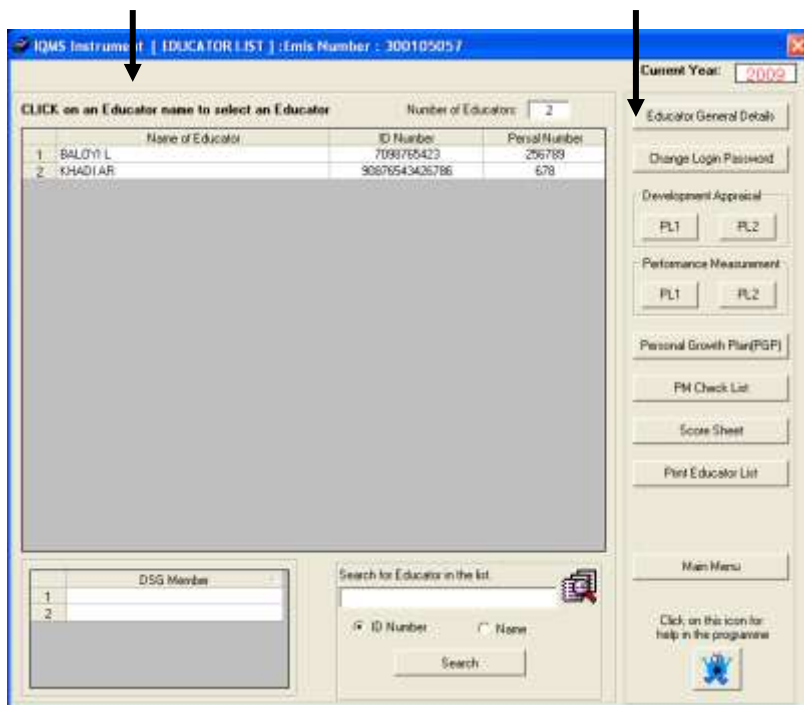 IQMS Instrument [ EDUCATOR LIST ] :Emis Number : 300105057
Current Year: 2009
CLICK on an Educator name to select an Educator
Number of Educators: 2
Name of Educator ID Number Persal Number
1 BALOYI L 7098765423 256789
2 KHADI AR 90876543426786 678
Educator General Details
Change Login Password
Development Appraisal
PL1 PL2
Performance Measurement
PL1 PL2
Personal Growth Plan(PGP)
PM Check List
Score Sheet
Print Educator List
DSG Member
1
2
Search for Educator in the list.
ID Number Name
Search
Main Menu
Click on this icon for
help in the programme